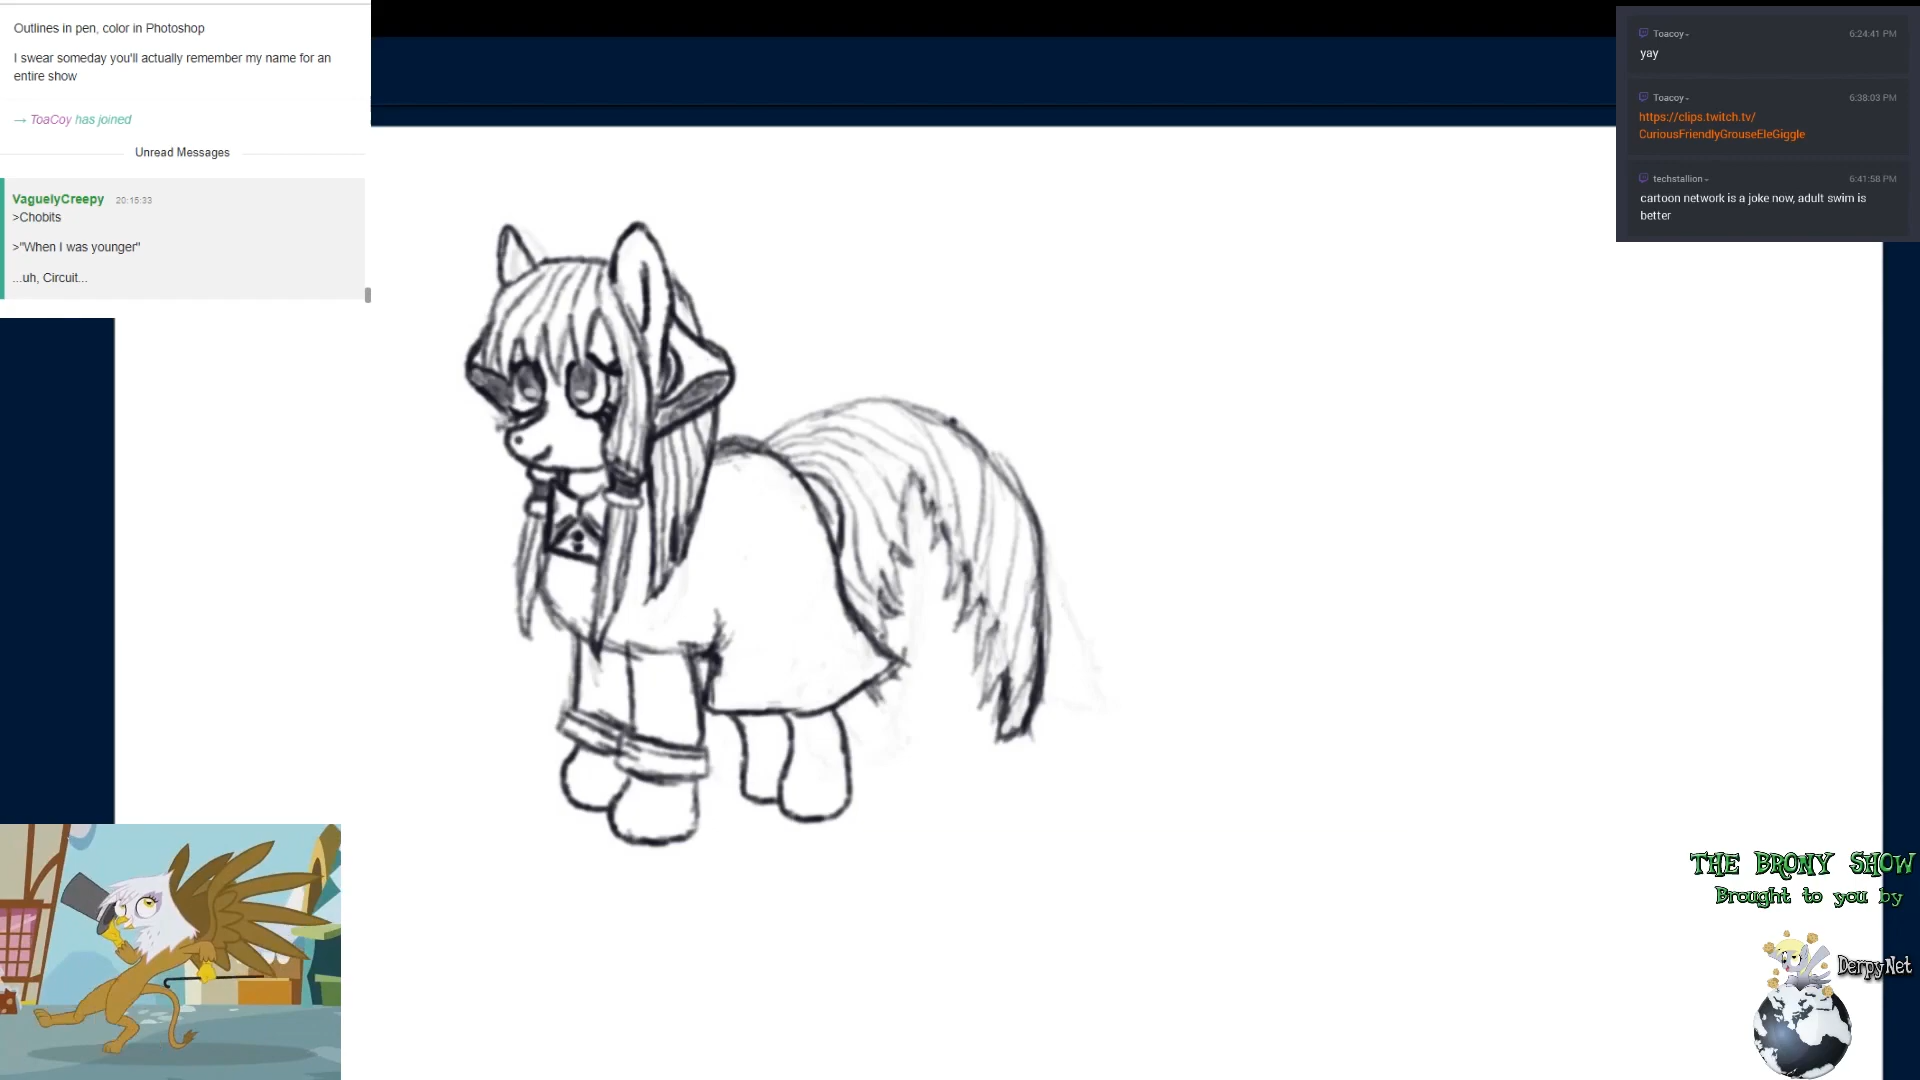 Outlines in pen, color in Photoshop
I swear someday you'll actually remember my name for an
entire show
→ ToaCoy has joined
Unread Messages
VaguelyCreepy 20:15:33
>Chobits
>"When I was younger"
...uh, Circuit...
Toacoy 6:24:41 PM
yay
Toacoy 6:38:03 PM
https://clips.twitch.tv/
CuriousFriendlyGrouseEleGiggle
techstallion 6:41:58 PM
cartoon network is a joke now, adult swim is
better
THE BRONY SHOW
Brought to you by
DerpyNet